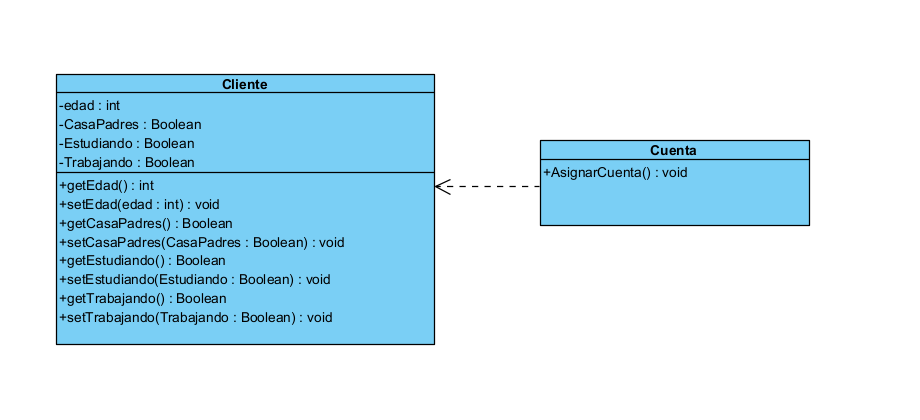 Cliente
-edad : int
-CasaPadres : Boolean
-Estudiando : Boolean
-Trabajando : Boolean
+getEdad() : int
+setEdad(edad : int) : void
+getCasaPadres() : Boolean
+setCasaPadres(CasaPadres : Boolean) : void
+getEstudiando() : Boolean
+setEstudiando(Estudiando : Boolean) : void
+getTrabajando() : Boolean
+setTrabajando(Trabajando : Boolean) : void
Cuenta
+AsignarCuenta() : void